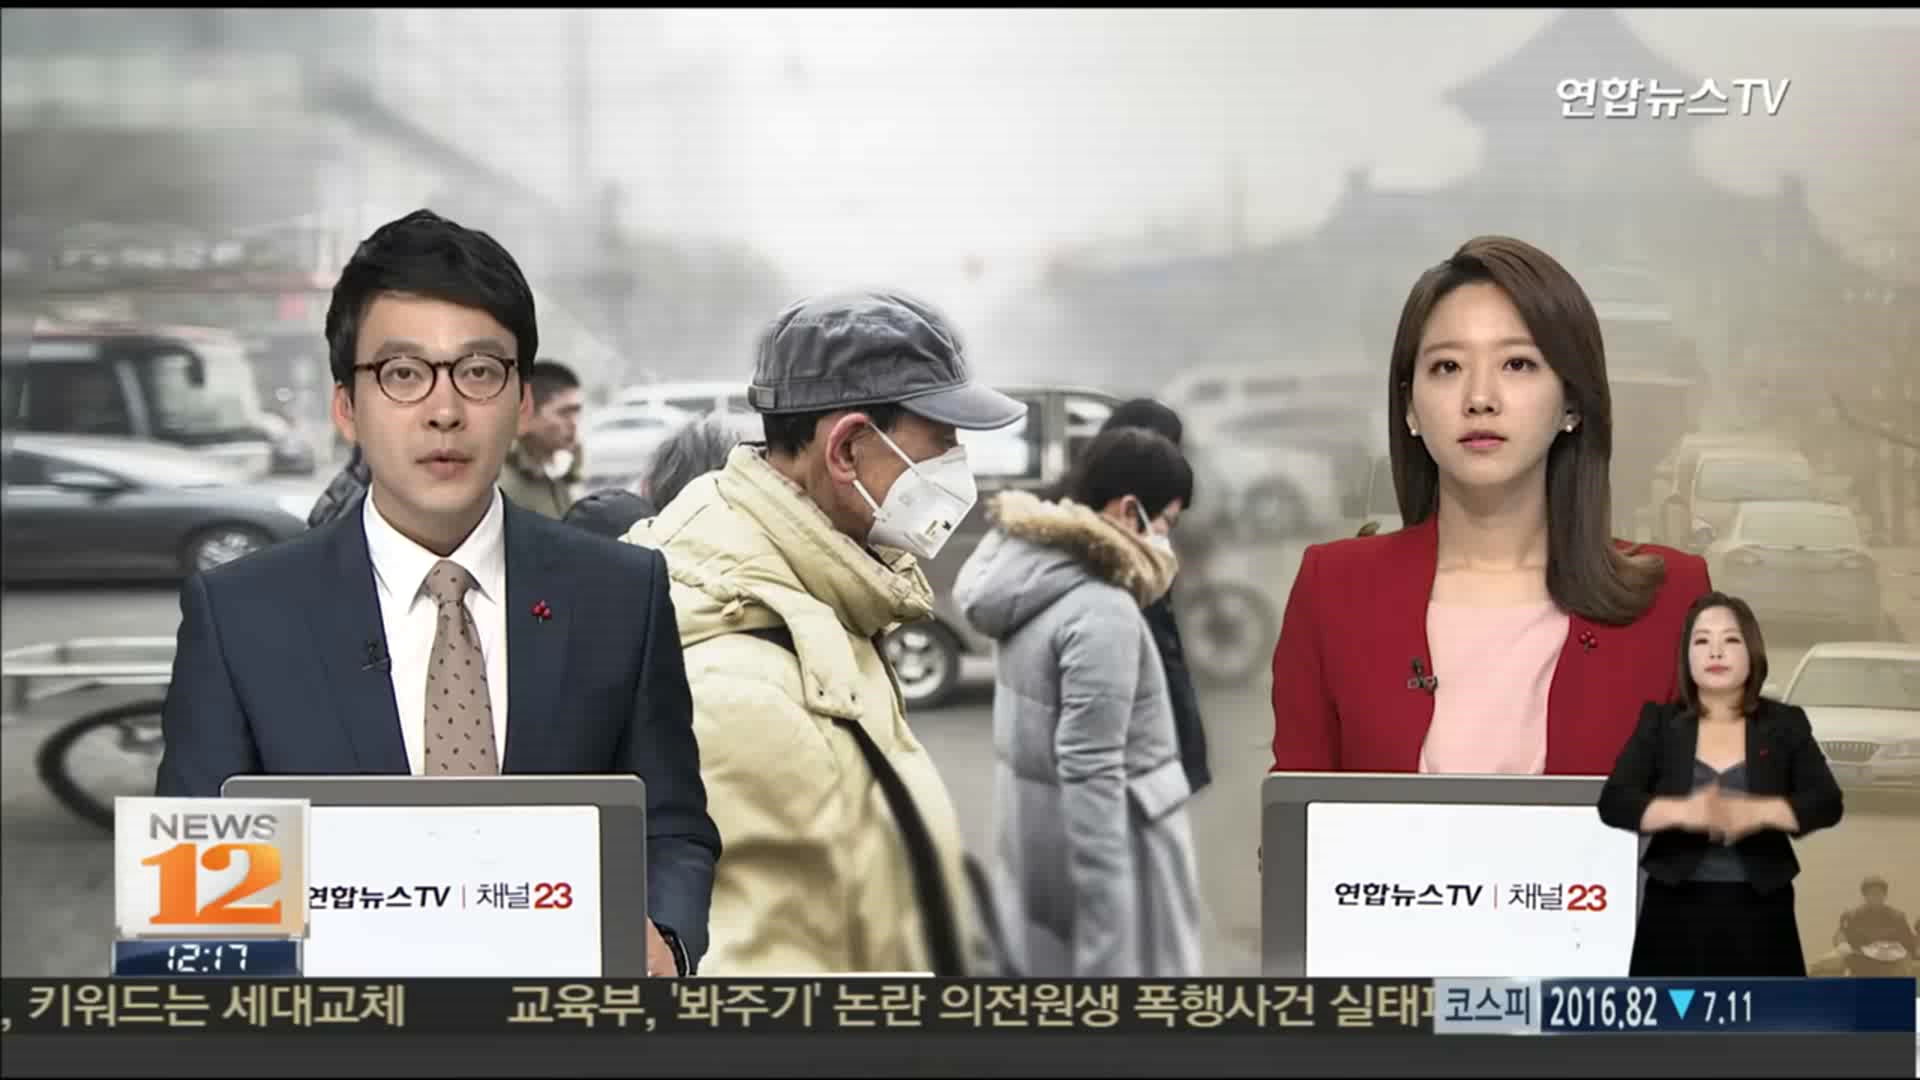 연합뉴스TV
NEWS
12
12:17
연합뉴스TV | 채널23
연합뉴스TV | 채널23
, 키워드는 세대교체 교육부, '봐주기' 논란 의전원생 폭행사건 실태
코스피 2016.82 ▼7.11